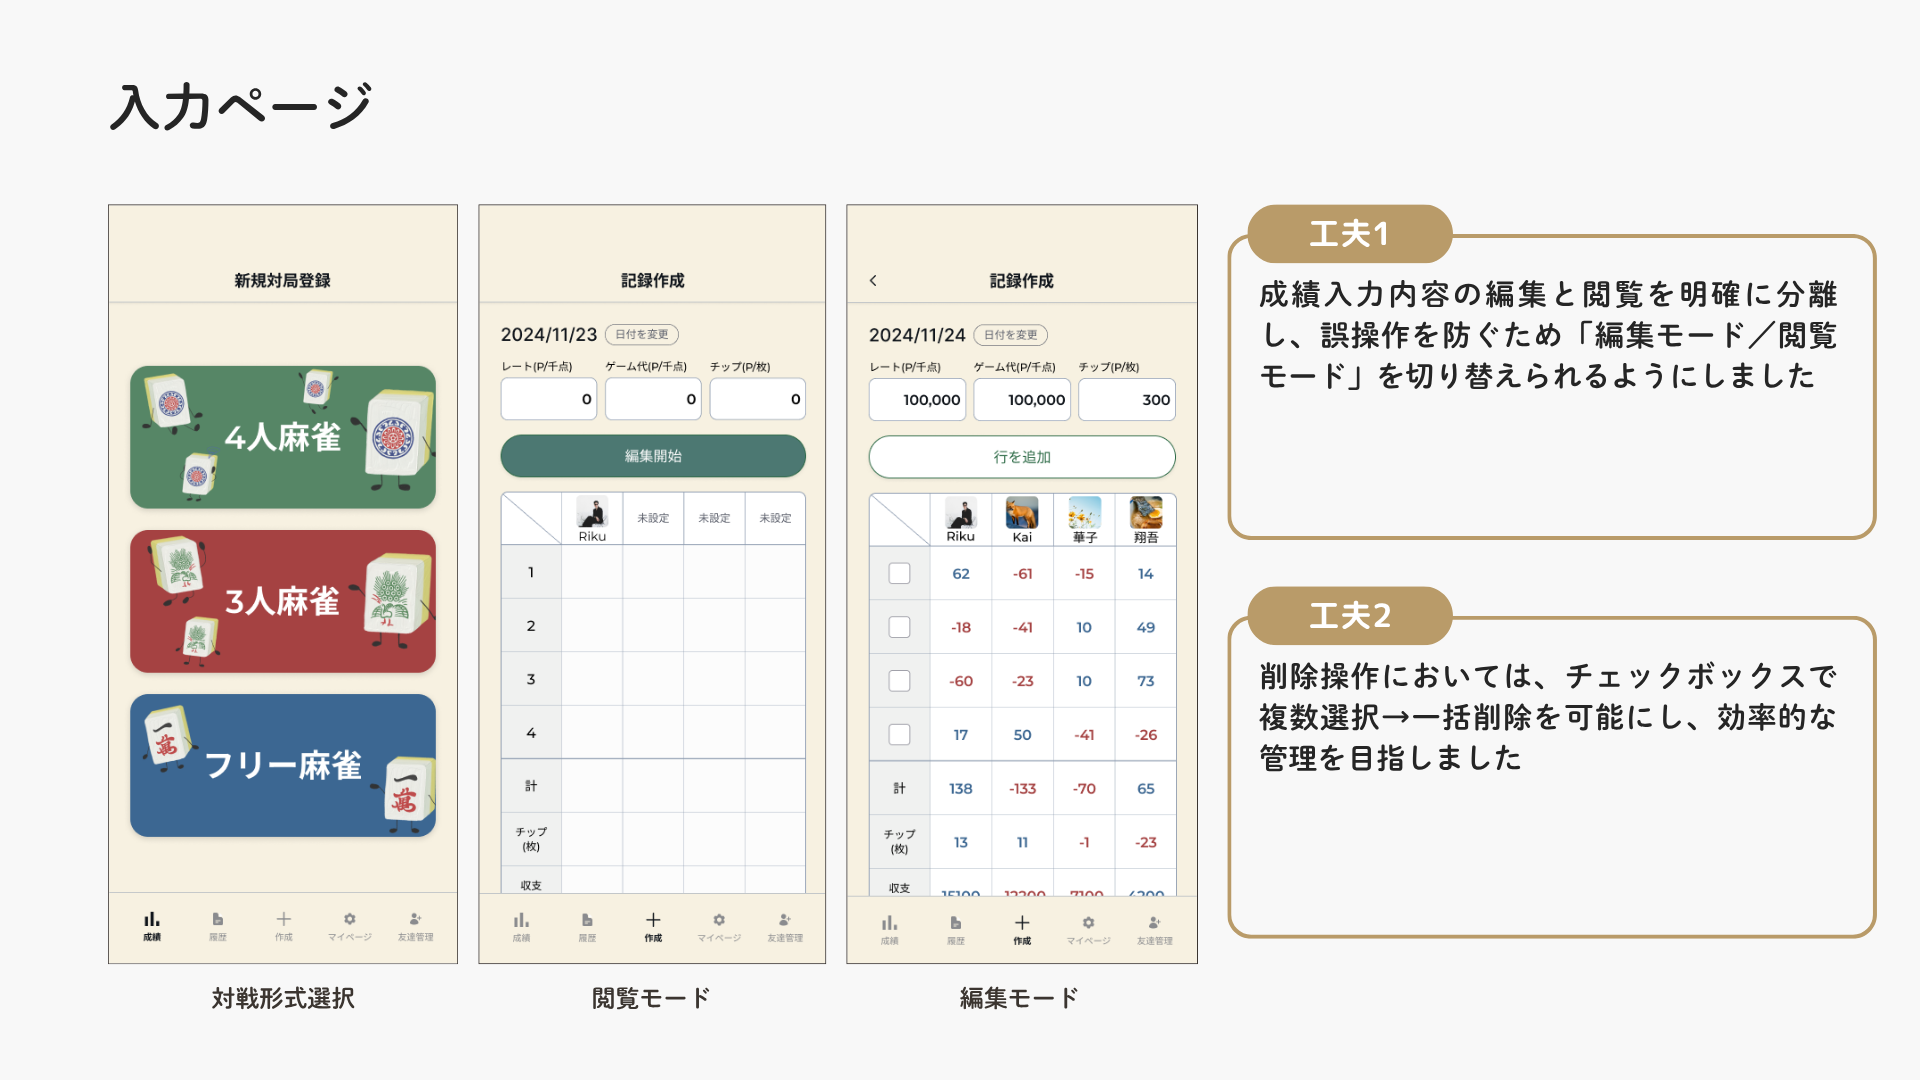 入力ページ
新規対局登録
4人麻雀
3人麻雀
フリー麻雀
一萬
一萬
成績
履歴
作成
マイページ
友達管理
対戦形式選択
記録作成
2024/11/23 日付を変更
レート(P/千点) ゲーム代(P/千点) チップ(P/枚)
0 0 0
編集開始
Riku 未設定 未設定 未設定
1
2
3
4
計
チップ
(枚)
収支
成績
履歴
作成
マイページ
友達管理
閲覧モード
記録作成
2024/11/24 日付を変更
レート(P/千点) ゲーム代(P/千点) チップ(P/枚)
100,000 100,000 300
行を追加
Riku Kai 華子 翔吾
62 -61 -15 14
-18 -41 10 49
-60 -23 10 73
17 50 -41 -26
計 138 -133 -70 65
チップ
(枚) 13 11 -1 -23
収支 15100 12200 7100 4200
成績
履歴
作成
マイページ
友達管理
編集モード
工夫1
成績入力内容の編集と閲覧を明確に分離
し、誤操作を防ぐため「編集モード／閲覧
モード」を切り替えられるようにしました
工夫2
削除操作においては、チェックボックスで
複数選択→一括削除を可能にし、効率的な
管理を目指しました